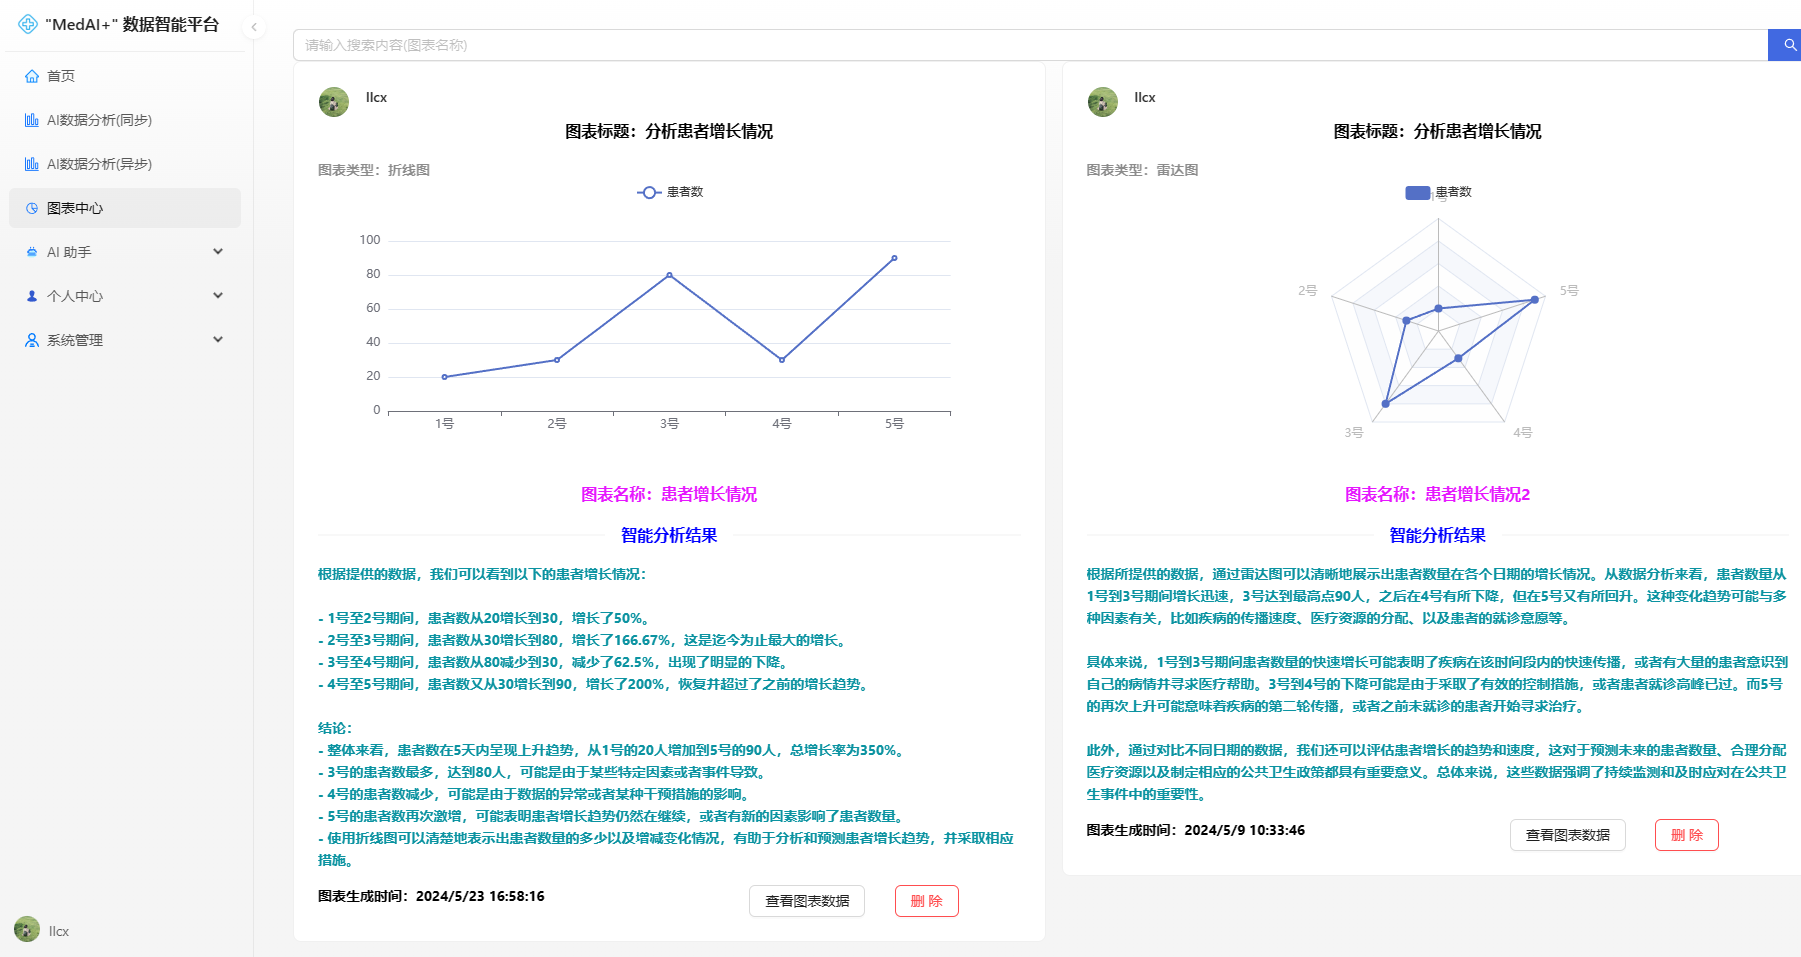 "MedAI+" 数据智能平台
首页
AI数据分析(同步)
AI数据分析(异步)
图表中心
AI 助手
个人中心
系统管理
llcx
请输入搜索内容(图表名称)
llcx
图表标题：分析患者增长情况
图表类型：折线图
患者数
100
80
60
40
20
0
1号
2号
3号
4号
5号
图表名称：患者增长情况
智能分析结果
根据提供的数据，我们可以看到以下的患者增长情况：
- 1号至2号期间，患者数从20增长到30，增长了50%。
- 2号至3号期间，患者数从30增长到80，增长了166.67%，这是迄今为止最大的增长。
- 3号至4号期间，患者数从80减少到30，减少了62.5%，出现了明显的下降。
- 4号至5号期间，患者数又从30增长到90，增长了200%，恢复并超过了之前的增长趋势。
结论：
- 整体来看，患者数在5天内呈现上升趋势，从1号的20人增加到5号的90人，总增长率为350%。
- 3号的患者数最多，达到80人，可能是由于某些特定因素或者事件导致。
- 4号的患者数减少，可能是由于数据的异常或者某种干预措施的影响。
- 5号的患者数再次激增，可能表明患者增长趋势仍然在继续，或者有新的因素影响了患者数量。
- 使用折线图可以清楚地表示出患者数量的多少以及增减变化情况，有助于分析和预测患者增长趋势，并采取相应
措施。
图表生成时间：2024/5/23 16:58:16
查看图表数据
删 除
llcx
图表标题：分析患者增长情况
图表类型：雷达图
患者数
1号
2号
5号
3号
4号
图表名称：患者增长情况2
智能分析结果
根据所提供的数据，通过雷达图可以清晰地展示出患者数量在各个日期的增长情况。从数据分析来看，患者数量从
1号到3号期间增长迅速，3号达到最高点90人，之后在4号有所下降，但在5号又有所回升。这种变化趋势可能与多
种因素有关，比如疾病的传播速度、医疗资源的分配、以及患者的就诊意愿等。
具体来说，1号到3号期间患者数量的快速增长可能表明了疾病在该时间段内的快速传播，或者有大量的患者意识到
自己的病情并寻求医疗帮助。3号到4号的下降可能是由于采取了有效的控制措施，或者患者就诊高峰已过。而5号
的再次上升可能意味着疾病的第二轮传播，或者之前未就诊的患者开始寻求治疗。
此外，通过对比不同日期的数据，我们还可以评估患者增长的趋势和速度，这对于预测未来的患者数量、合理分配
医疗资源以及制定相应的公共卫生政策都具有重要意义。总体来说，这些数据强调了持续监测和及时应对在公共卫
生事件中的重要性。
图表生成时间：2024/5/9 10:33:46
查看图表数据
删 除